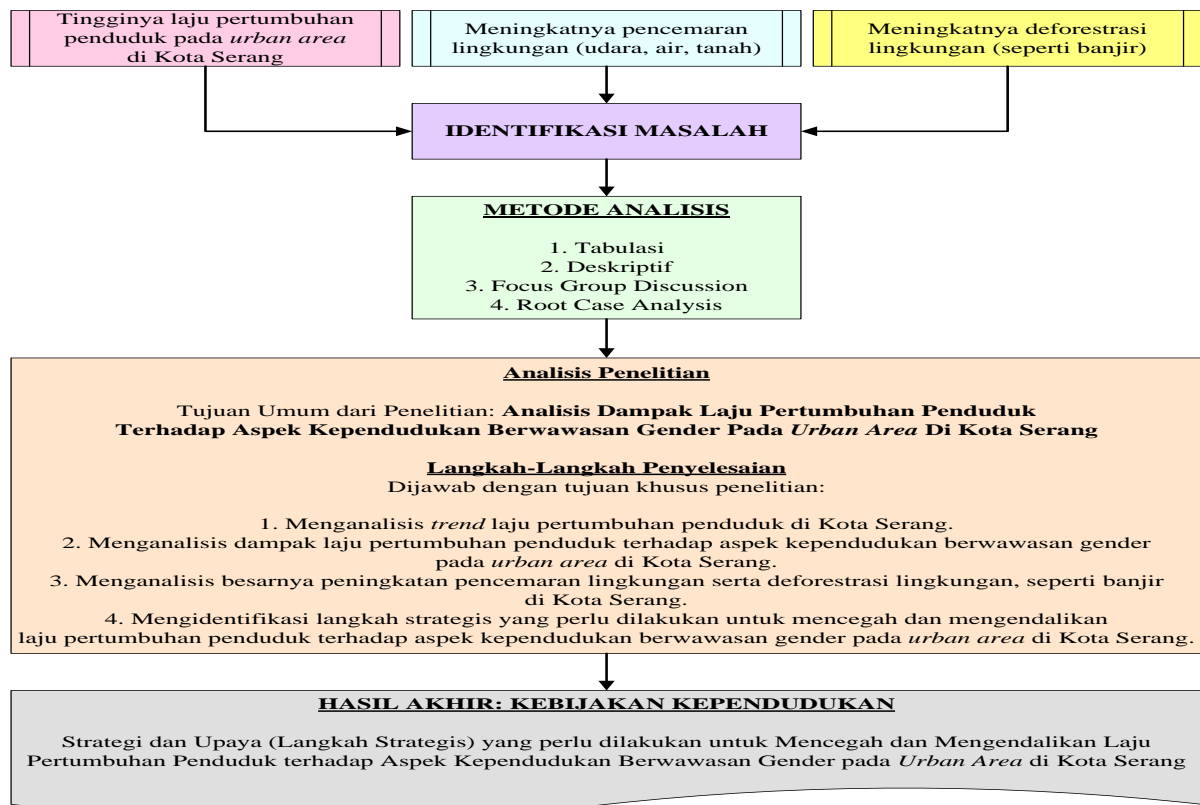 Tingginya laju pertumbuhan
penduduk pada urban area
di Kota Serang
Meningkatnya pencemaran
lingkungan (udara, air, tanah)
Meningkatnya deforestrasi
lingkungan (seperti banjir)
IDENTIFIKASI MASALAH
METODE ANALISIS
1. Tabulasi
2. Deskriptif
3. Focus Group Discussion
4. Root Case Analysis
Analisis Penelitian
Tujuan Umum dari Penelitian: Analisis Dampak Laju Pertumbuhan Penduduk
Terhadap Aspek Kependudukan Berwawasan Gender Pada Urban Area Di Kota Serang
Langkah-Langkah Penyelesaian
Dijawab dengan tujuan khusus penelitian:
1. Menganalisis trend laju pertumbuhan penduduk di Kota Serang.
2. Menganalisis dampak laju pertumbuhan penduduk terhadap aspek kependudukan berwawasan gender
pada urban area di Kota Serang.
3. Menganalisis besarnya peningkatan pencemaran lingkungan serta deforestrasi lingkungan, seperti banjir
di Kota Serang.
4. Mengidentifikasi langkah strategis yang perlu dilakukan untuk mencegah dan mengendalikan
laju pertumbuhan penduduk terhadap aspek kependudukan berwawasan gender pada urban area di Kota Serang.
HASIL AKHIR: KEBIJAKAN KEPENDUDUKAN
Strategi dan Upaya (Langkah Strategis) yang perlu dilakukan untuk Mencegah dan Mengendalikan Laju
Pertumbuhan Penduduk terhadap Aspek Kependudukan Berwawasan Gender pada Urban Area di Kota Serang